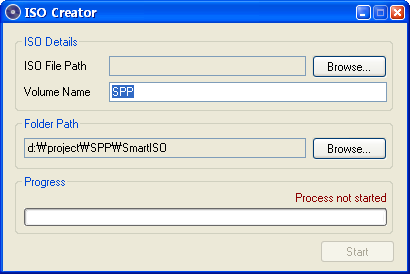 ISO Creator
ISO Details
ISO File Path
Browse...
Volume Name
SPP
Folder Path
d:₩project₩SPP₩SmartISO
Browse...
Progress
Process not started
Start